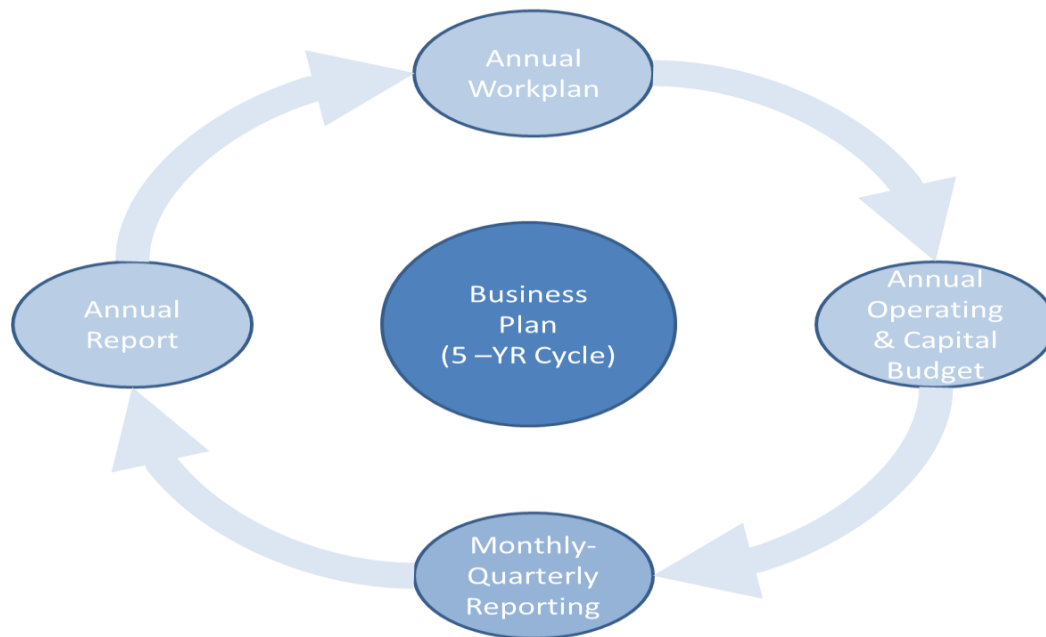 Annual
Workplan
Annual
Report
Business
Plan
(5 –YR Cycle)
Annual
Operating
& Capital
Budget
Monthly-
Quarterly
Reporting